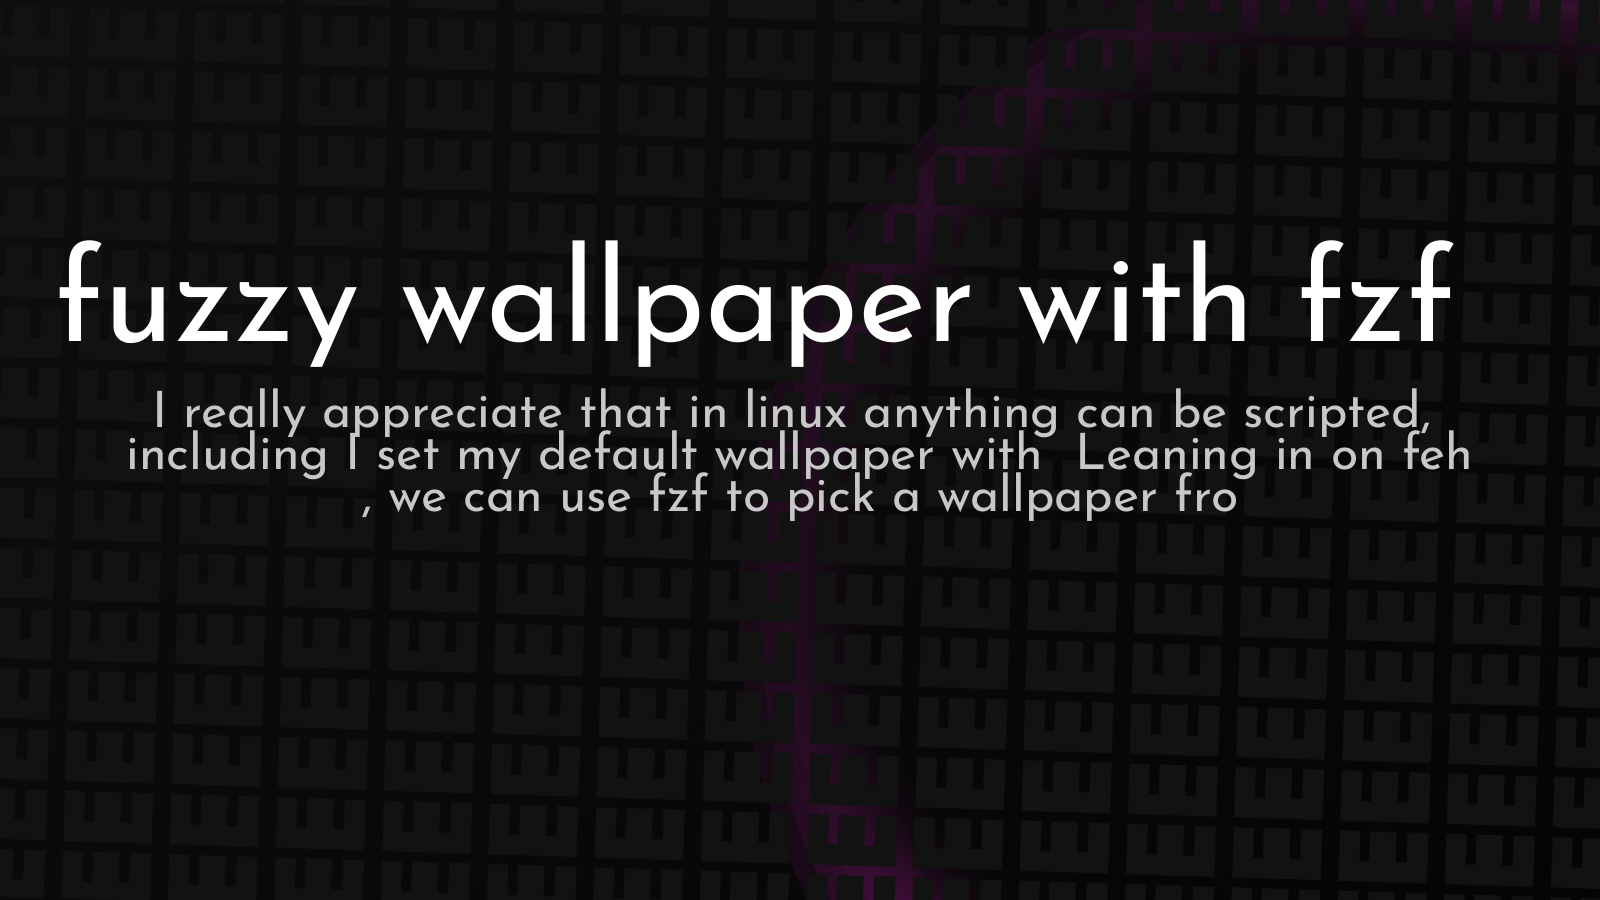 fuzzy wallpaper with fzf
I really appreciate that in linux anything can be scripted,
including I set my default wallpaper with  Leaning in on feh
, we can use fzf to pick a wallpaper fro